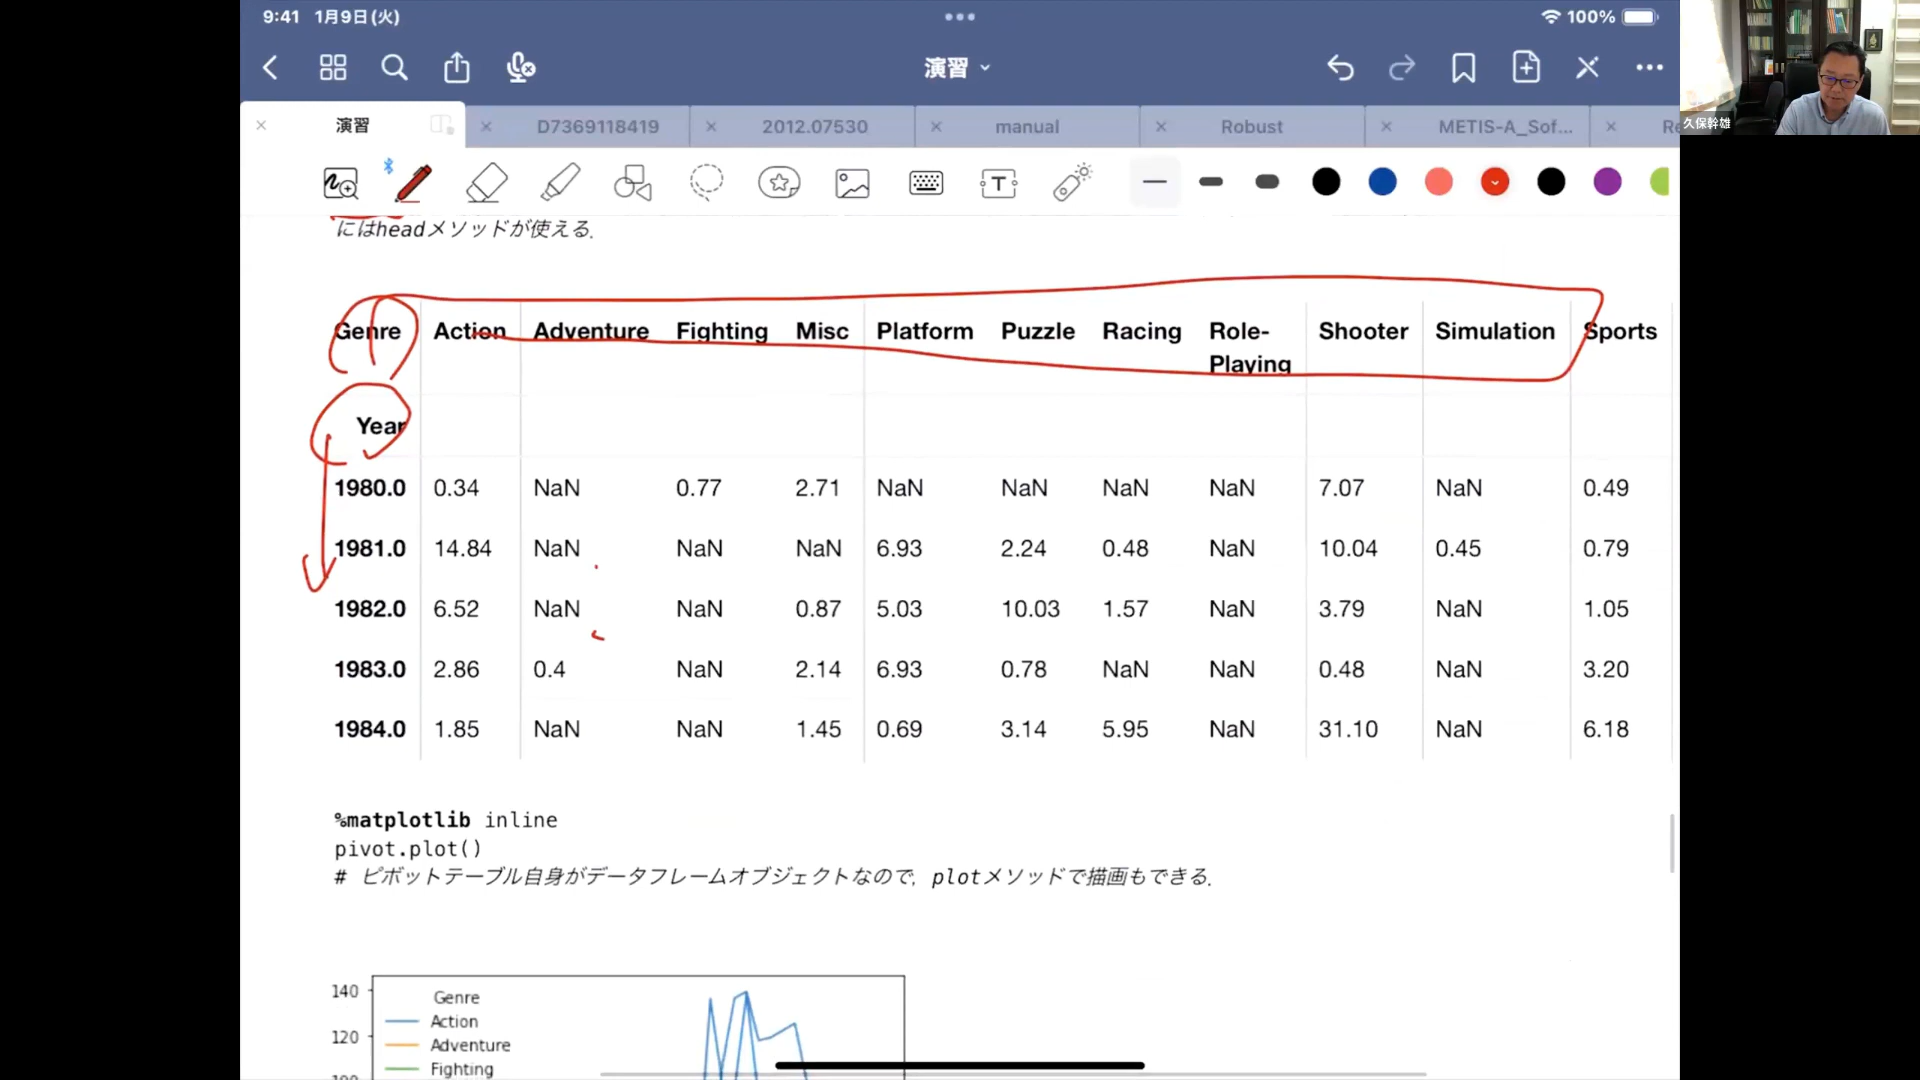 9:41 1月9日(火)
100%
演習
久保幹雄
演習 D7369118419 2012.07530 manual Robust METIS-A_Sof... Re
にはheadメソッドが使える.
Genre Action Adventure Fighting Misc Platform Puzzle Racing Role-Playing Shooter Simulation Sports
Year
1980.0 0.34 NaN 0.77 2.71 NaN NaN NaN NaN 7.07 NaN 0.49
1981.0 14.84 NaN NaN NaN 6.93 2.24 0.48 NaN 10.04 0.45 0.79
1982.0 6.52 NaN NaN 0.87 5.03 10.03 1.57 NaN 3.79 NaN 1.05
1983.0 2.86 0.4 NaN 2.14 6.93 0.78 NaN NaN 0.48 NaN 3.20
1984.0 1.85 NaN NaN 1.45 0.69 3.14 5.95 NaN 31.10 NaN 6.18
%matplotlib inline
pivot.plot()
# ピボットテーブル自身がデータフレームオブジェクトなので, plotメソッドで描画もできる.
140
Genre
Action
120
Adventure
Fighting
100